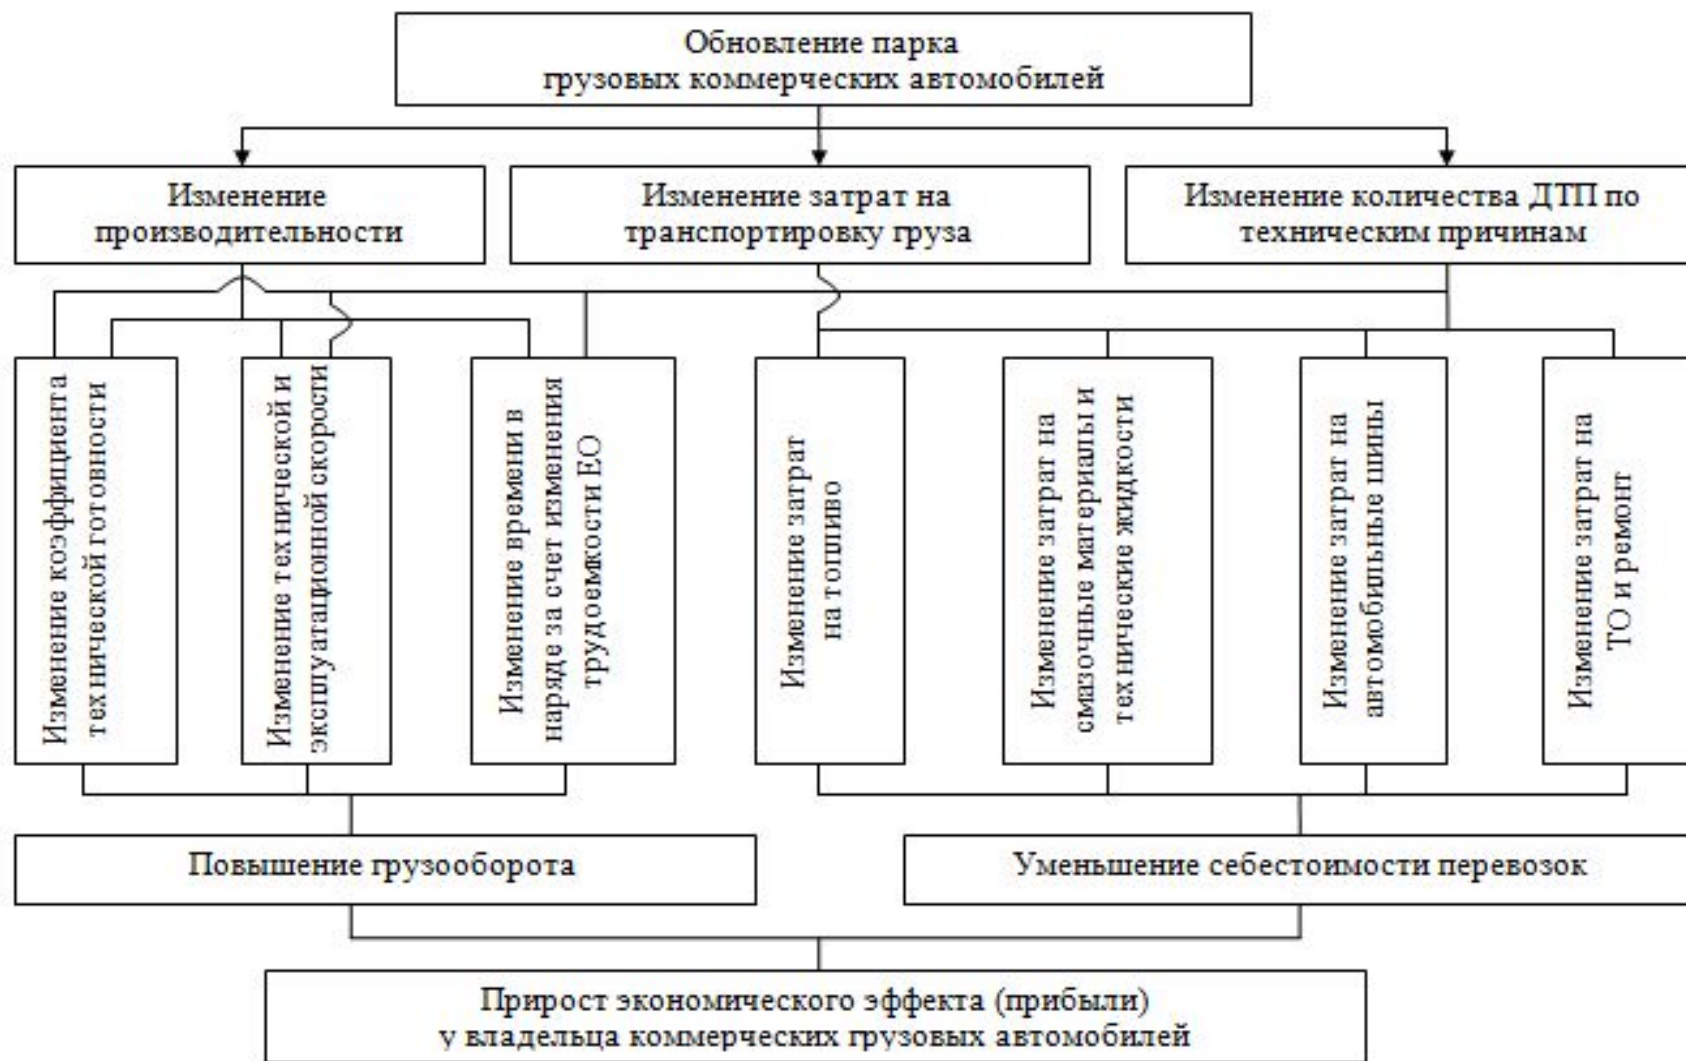 Обновление парка
грузовых коммерческих автомобилей
Изменение
производительности
Изменение затрат на
транспортировку груза
Изменение количества ДТП по
техническим причинам
Изменение коэффициента
технической готовности
Изменение технической и
эксплуатационной скорости
Изменение времени в
наряде за счет изменения
трудоемкости ЕО
Изменение затрат
на топливо
Изменение затрат на
смазочные материалы и
технические жидкости
Изменение затрат на
автомобильные шины
Изменение затрат на
ТО и ремонт
Повышение грузооборота
Уменьшение себестоимости перевозок
Прирост экономического эффекта (прибыли)
у владельца коммерческих грузовых автомобилей